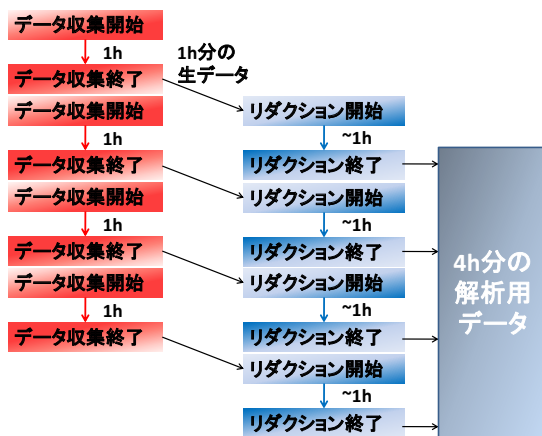 データ収集開始
1h
データ収集終了
1h分の
生データ
データ収集開始
リダクション開始
1h
~1h
データ収集終了
リダクション終了
データ収集開始
リダクション開始
1h
~1h
データ収集終了
リダクション終了
データ収集開始
リダクション開始
1h
~1h
データ収集終了
リダクション終了
リダクション開始
~1h
リダクション終了
4h分の
解析用
データ